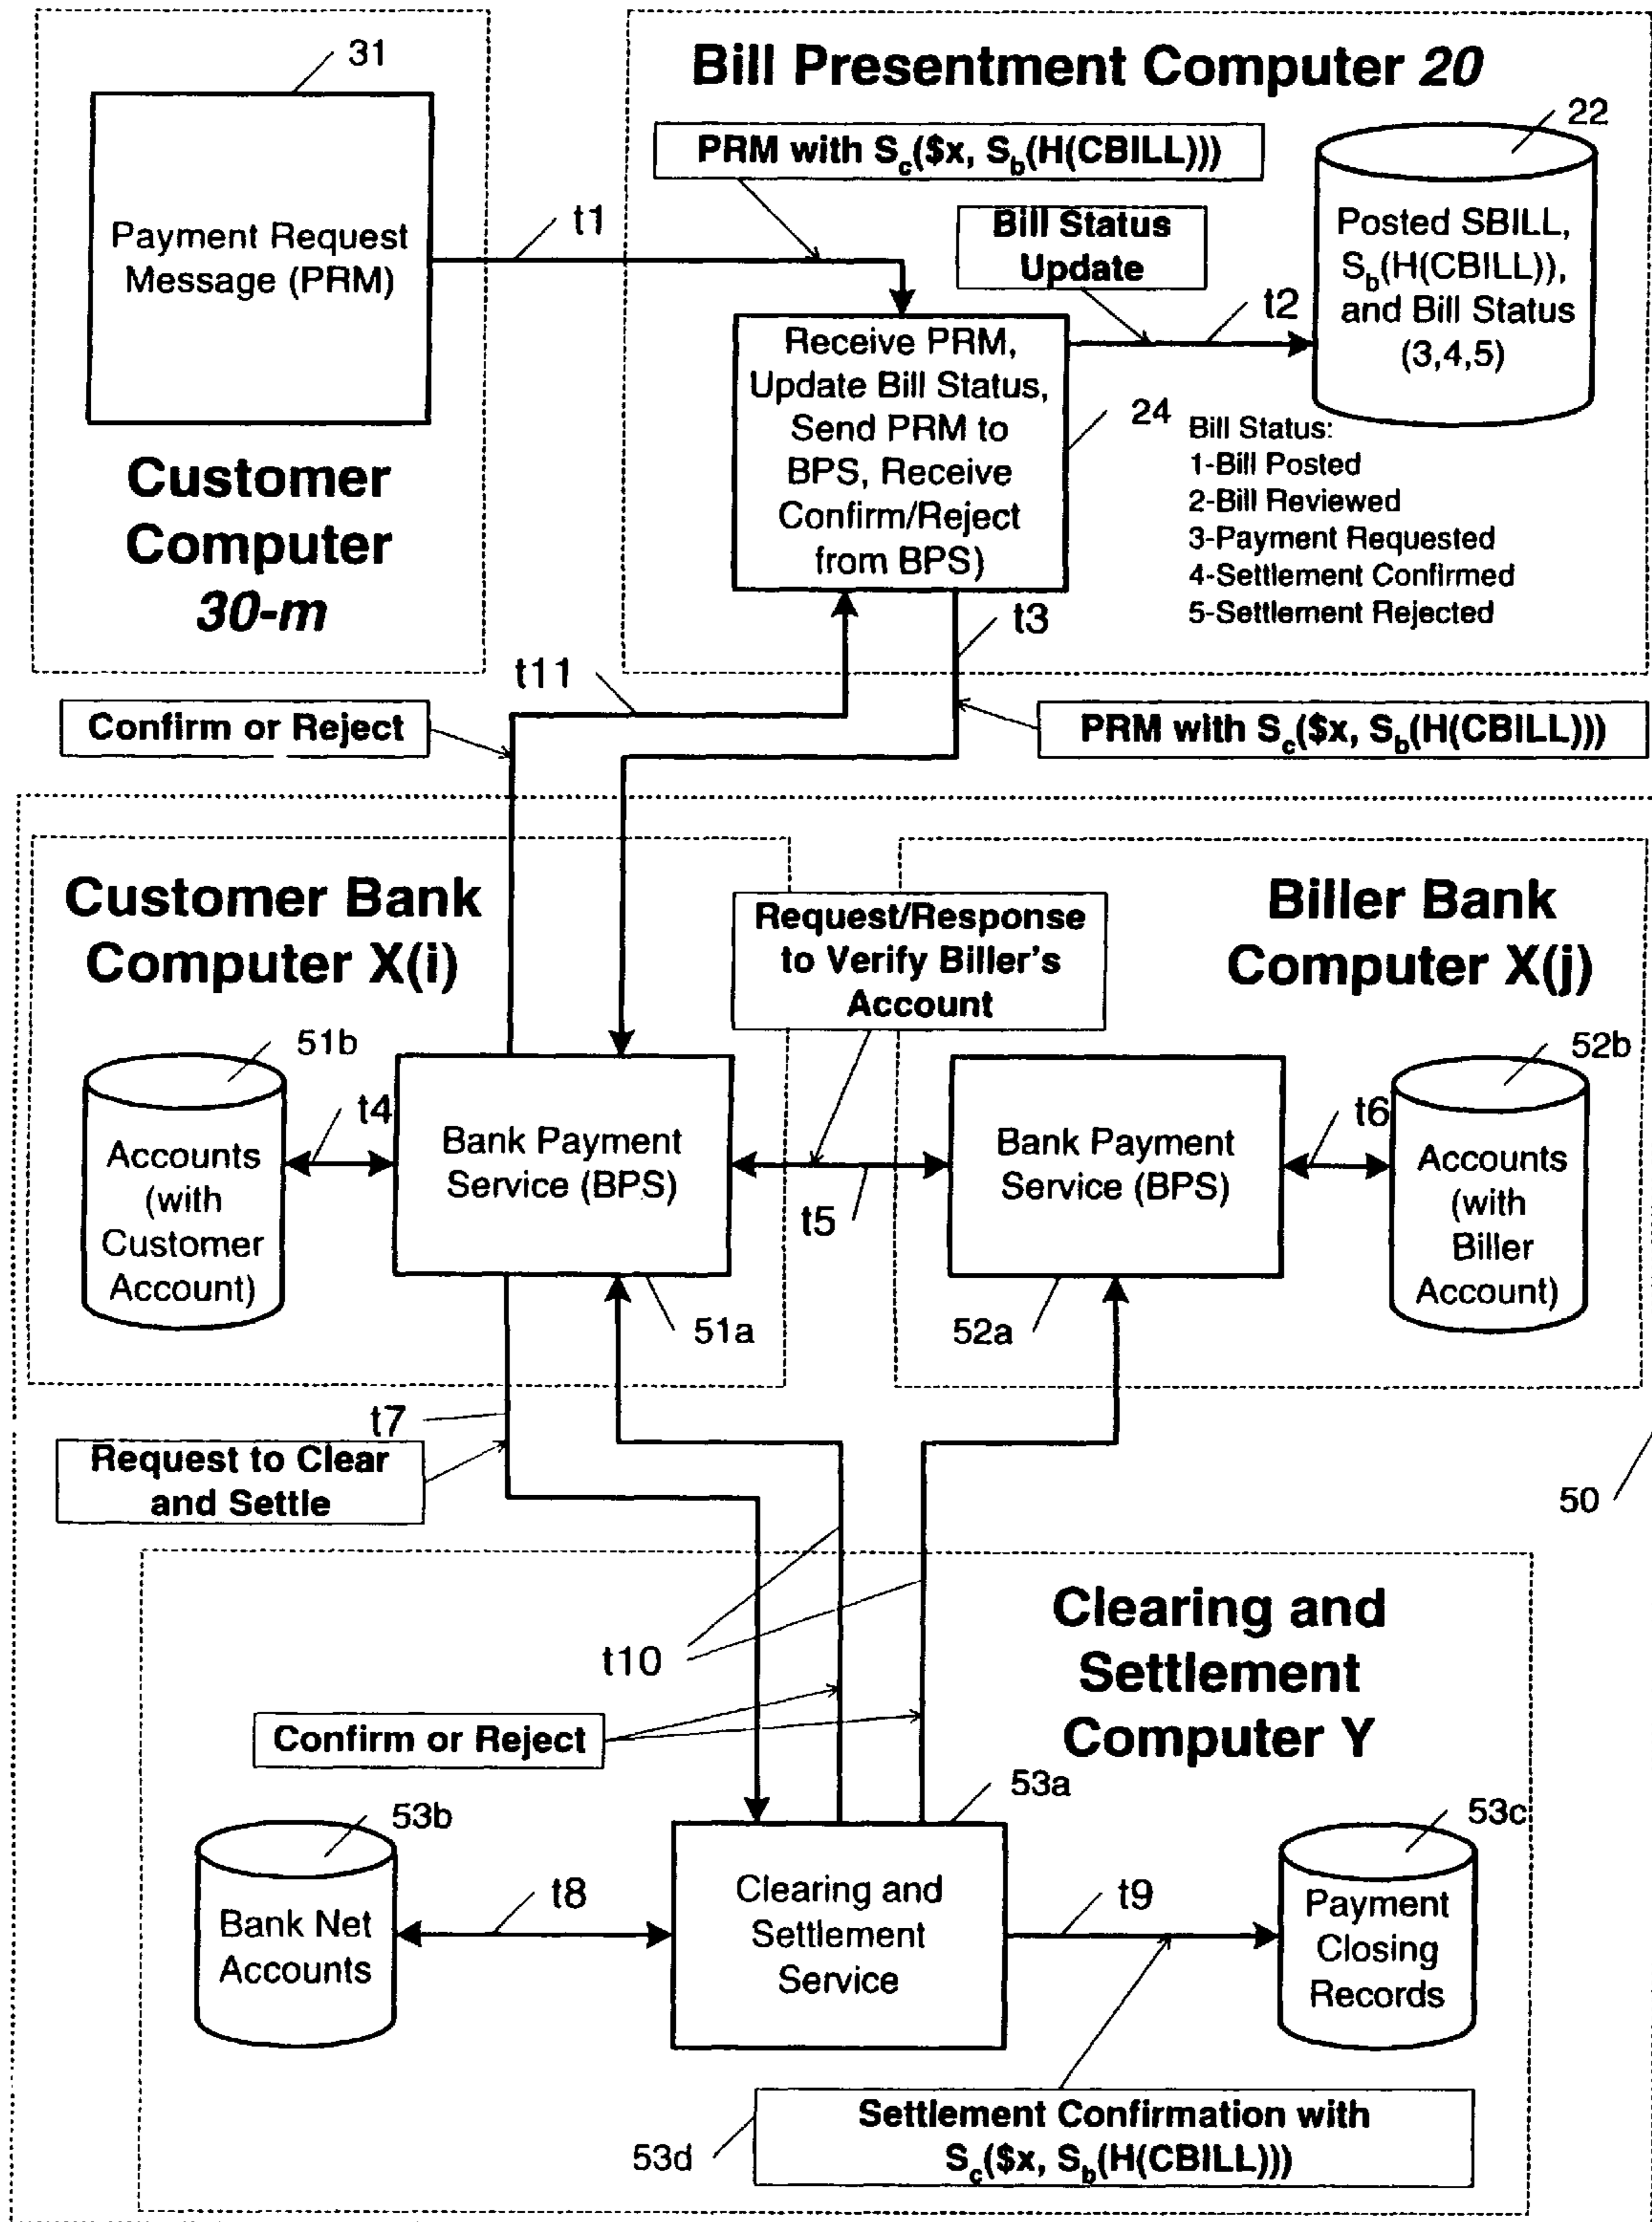 31
Payment Request
Message (PRM)
Customer
Computer
30-m
t1
Bill Presentment Computer 20
PRM with Sc($x, Sb(H(CBILL)))
Bill Status
Update
t2
22
Posted SBILL,
Sb(H(CBILL)),
and Bill Status
(3,4,5)
Receive PRM,
Update Bill Status,
Send PRM to
BPS, Receive
Confirm/Reject
from BPS)
24
Bill Status:
1-Bill Posted
2-Bill Reviewed
3-Payment Requested
4-Settlement Confirmed
5-Settlement Rejected
t3
t11
Confirm or Reject
PRM with Sc($x, Sb(H(CBILL)))
Customer Bank
Computer X(i)
Request/Response
to Verify Biller's
Account
Biller Bank
Computer X(j)
51b
Accounts
(with
Customer
Account)
t4
Bank Payment
Service (BPS)
51a
t5
Bank Payment
Service (BPS)
52a
t6
52b
Accounts
(with
Biller
Account)
t7
Request to Clear
and Settle
50
Clearing and
Settlement
Computer Y
t10
Confirm or Reject
53a
53b
Bank Net
Accounts
t8
Clearing and
Settlement
Service
t9
53c
Payment
Closing
Records
53d
Settlement Confirmation with
Sc($x, Sb(H(CBILL)))